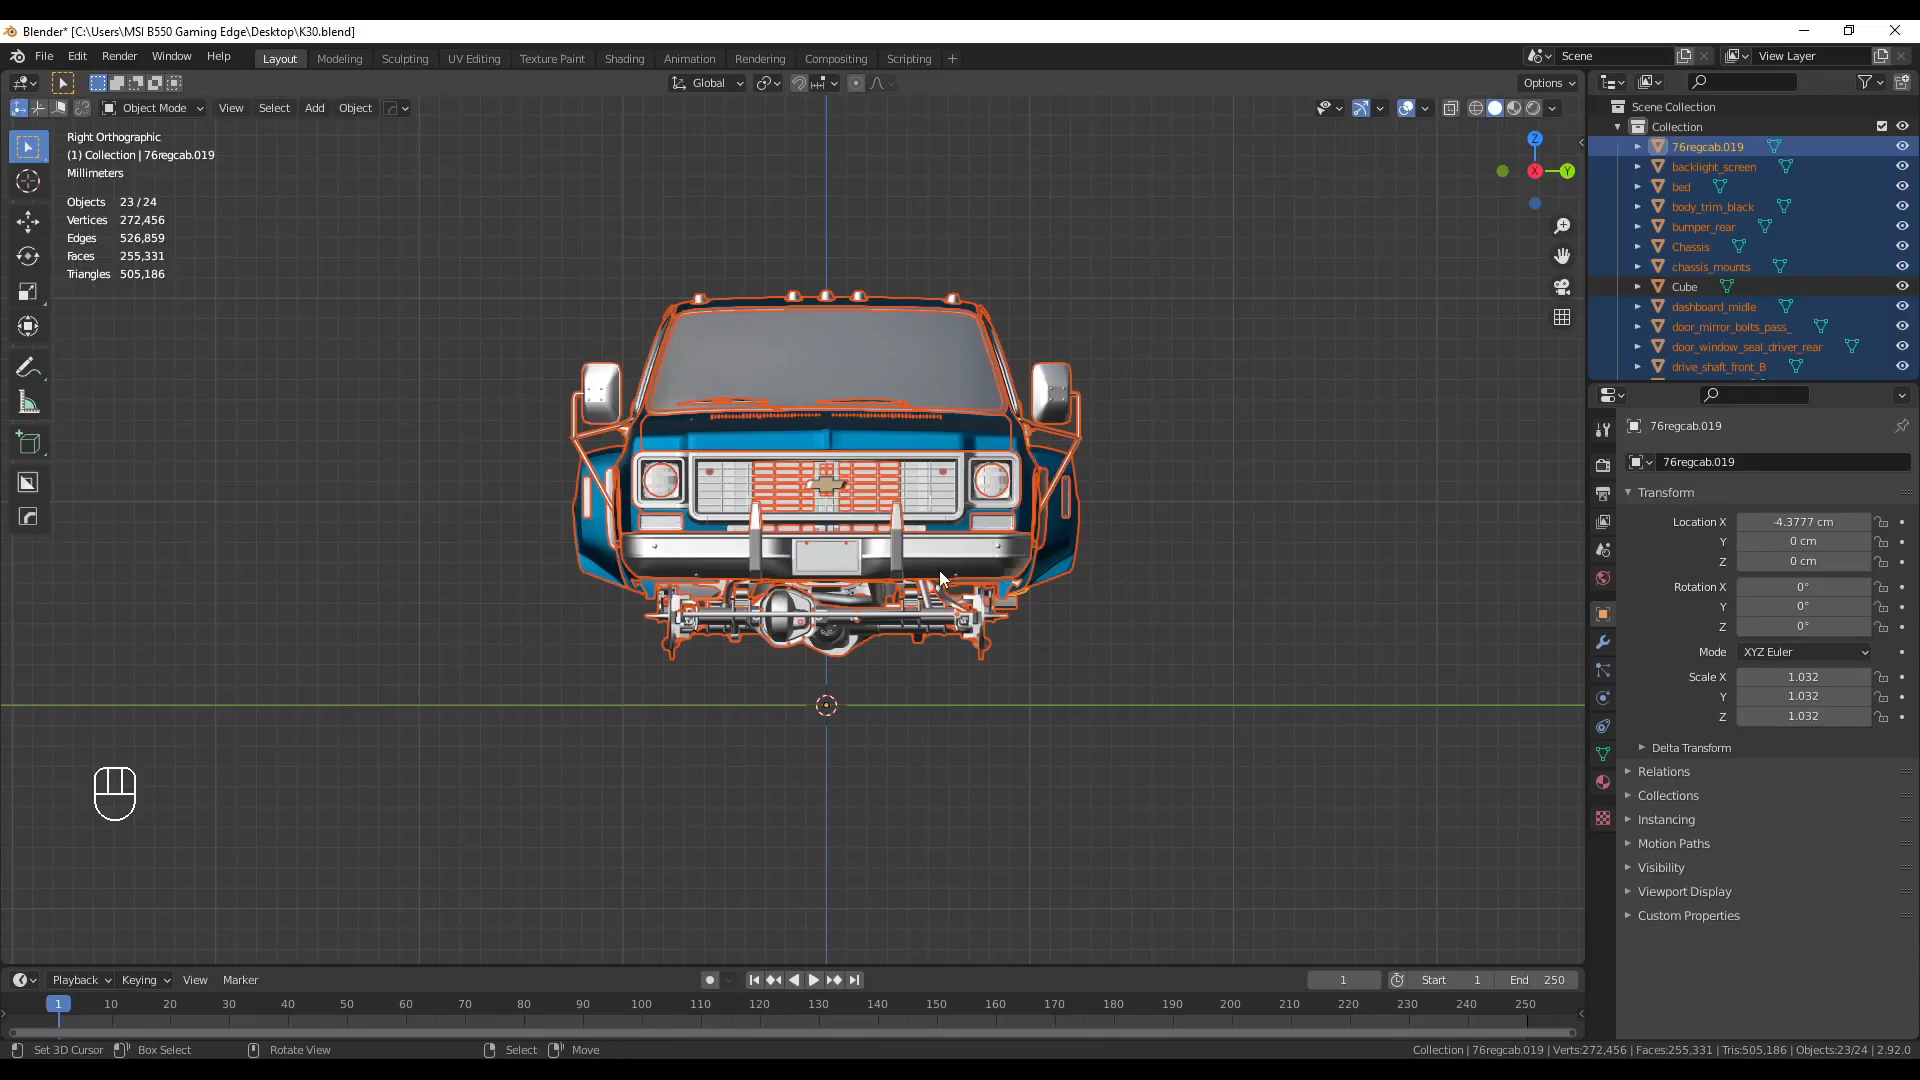 Blender* [C:\Users\MSI B550 Gaming Edge\Desktop\K30.blend]
File Edit Render Window Help
Layout Modeling Sculpting UV Editing Texture Paint Shading Animation Rendering Compositing Scripting +
Scene
View Layer
Global
Options
Object Mode View Select Add Object
Right Orthographic
(1) Collection | 76regcab.019
Millimeters
Objects 23 / 24
Vertices 272,456
Edges 526,859
Faces 255,331
Triangles 505,186
Z
X
Y
Scene Collection
Collection
76regcab.019
backlight_screen
bed
body_trim_black
bumper_rear
Chassis
chassis_mounts
Cube
dashboard_midle
door_mirror_bolts_pass_
door_window_seal_driver_rear
drive_shaft_front_B
76regcab.019
76regcab.019
Transform
Location X -4.3777 cm
Y 0 cm
Z 0 cm
Rotation X 0°
Y 0°
Z 0°
Mode XYZ Euler
Scale X 1.032
Y 1.032
Z 1.032
Delta Transform
Relations
Collections
Instancing
Motion Paths
Visibility
Viewport Display
Custom Properties
Playback Keying View Marker
1 Start 1 End 250
1 10 20 30 40 50 60 70 80 90 100 110 120 130 140 150 160 170 180 190 200 210 220 230 240 250
Set 3D Cursor Box Select Rotate View Select Move
Collection | 76regcab.019 | Verts:272,456 | Faces:255,331 | Tris:505,186 | Objects:23/24 | 2.92.0